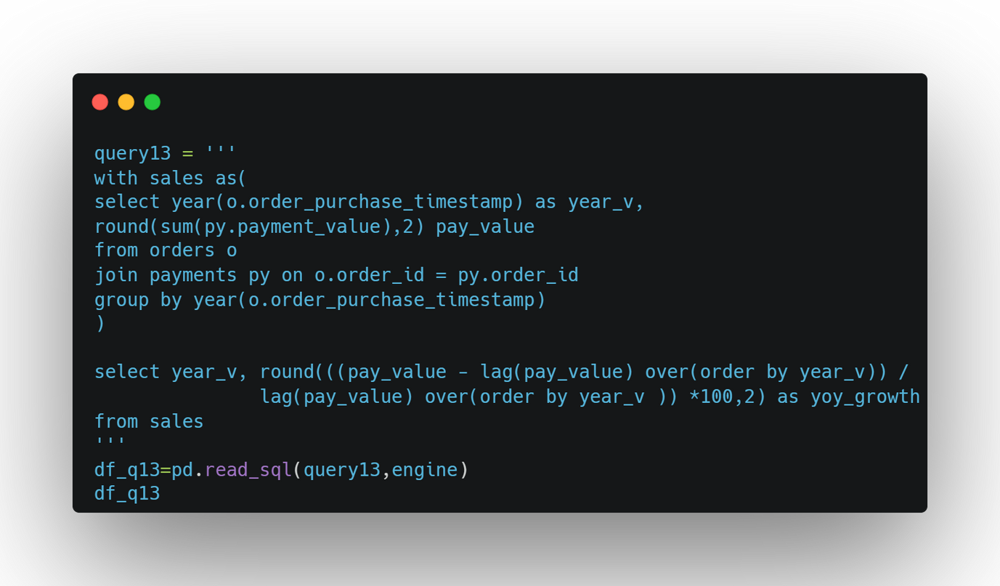 query13 = '''
with sales as(
select year(o.order_purchase_timestamp) as year_v,
round(sum(py.payment_value),2) pay_value
from orders o
join payments py on o.order_id = py.order_id
group by year(o.order_purchase_timestamp)
)

select year_v, round(((pay_value - lag(pay_value) over(order by year_v)) /
               lag(pay_value) over(order by year_v )) *100,2) as yoy_growth
from sales
'''
df_q13=pd.read_sql(query13,engine)
df_q13